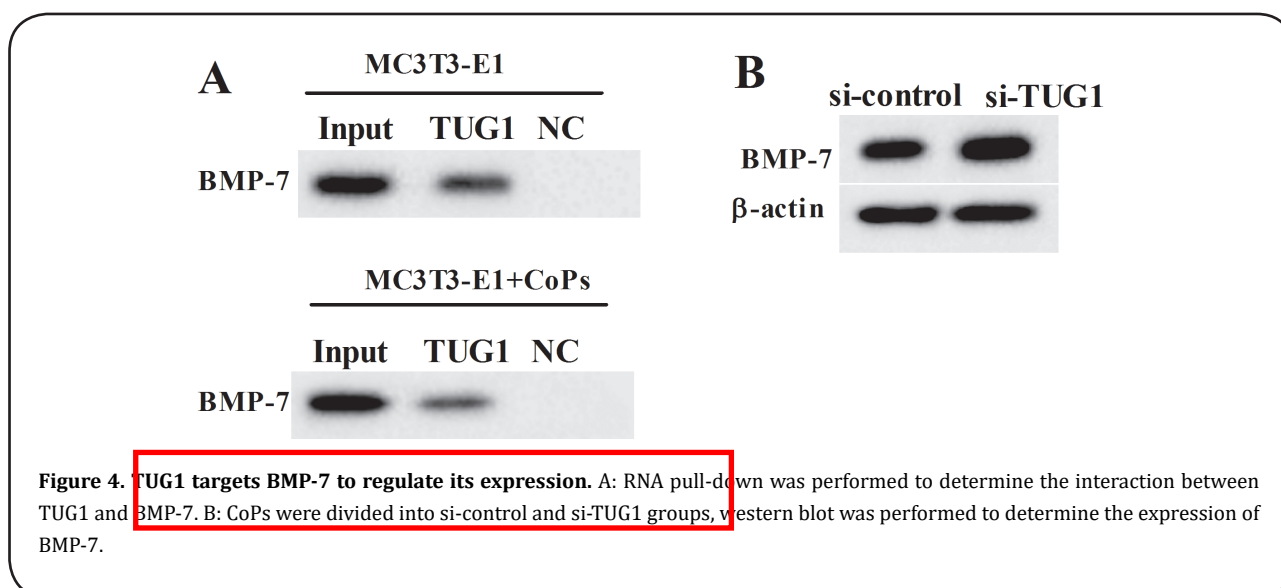 A
MC3T3-E1
Input TUG1 NC
BMP-7
MC3T3-E1+CoPs
Input TUG1 NC
BMP-7
B
si-control si-TUG1
BMP-7
β-actin
Figure 4. TUG1 targets BMP-7 to regulate its expression. A: RNA pull-down was performed to determine the interaction between
TUG1 and BMP-7. B: CoPs were divided into si-control and si-TUG1 groups, western blot was performed to determine the expression of
BMP-7.